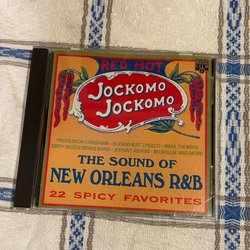 RED HOT
JOCKOMO
JOCKOMO
PROFESSOR LONGHAIR · BUCKWHEAT ZYDECO · IRMA THOMAS
DIRTY DOZEN BRASS BAND · JOHNNY ADAMS · BO DOLLIS AND MORE
THE SOUND OF
NEW ORLEANS R&B
22 SPICY FAVORITES